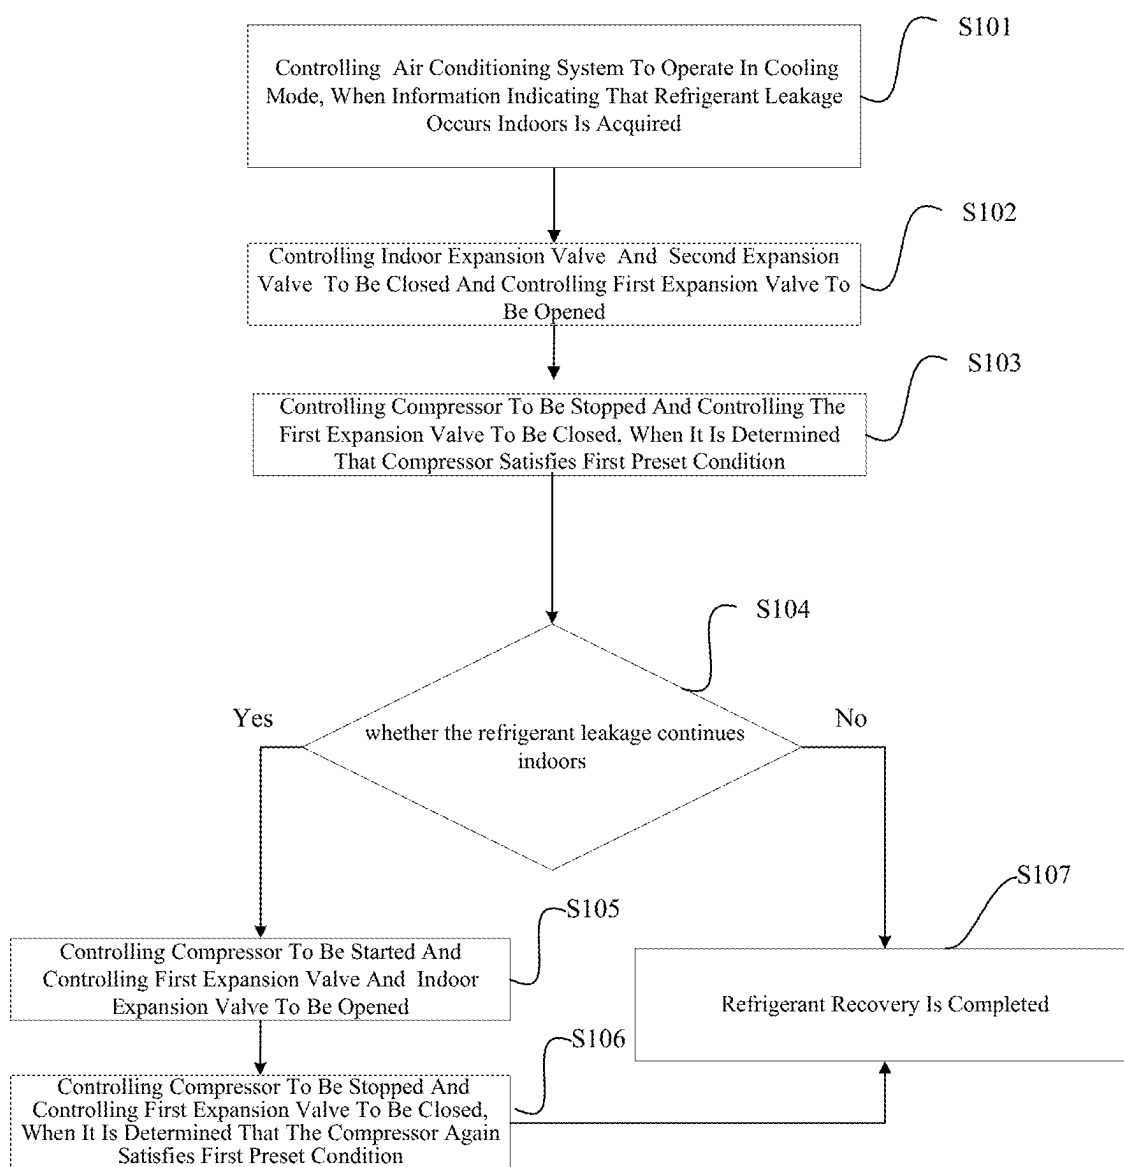 S101
Controlling Air Conditioning System To Operate In Cooling
Mode, When Information Indicating That Refrigerant Leakage
Occurs Indoors Is Acquired
S102
Controlling Indoor Expansion Valve And Second Expansion
Valve To Be Closed And Controlling First Expansion Valve To
Be Opened
S103
Controlling Compressor To Be Stopped And Controlling The
First Expansion Valve To Be Closed, When It Is Determined
That Compressor Satisfies First Preset Condition
S104
whether the refrigerant leakage continues
indoors
Yes
No
S105
Controlling Compressor To Be Started And
Controlling First Expansion Valve And Indoor
Expansion Valve To Be Opened
S106
Controlling Compressor To Be Stopped And
Controlling First Expansion Valve To Be Closed,
When It Is Determined That The Compressor Again
Satisfies First Preset Condition
S107
Refrigerant Recovery Is Completed